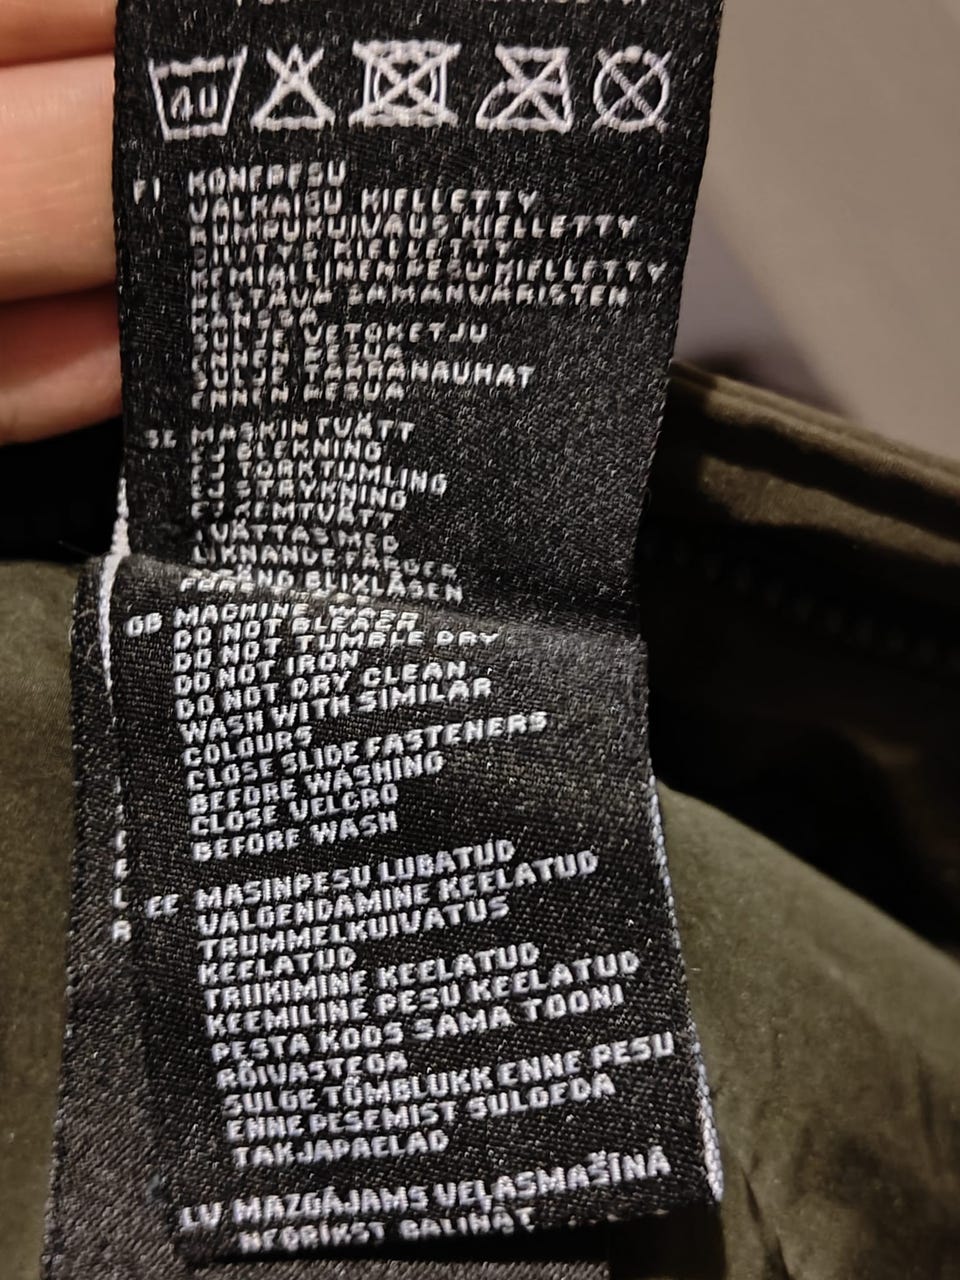 40
FI KONEPESU
VALKAISU KIELLETTY
RUMPUKUIVAUS KIELLETTY
SILITYS KIELLETTY
KEMIALLINEN PESU KIELLETTY
PESTÄVÄ SAMANVÄRISTEN
KANSSA
SULJE VETOKETJU
ENNEN PESUA
SULJE TARRANAUHAT
ENNEN PESUA
SE MASKINTVÄTT
EJ BLEKNING
EJ TORKTUMLING
EJ STRYKNING
EJ KEMTVÄTT
TVÄTTAS MED
LIKNANDE FÄRGER
STÄNG BLIXLÅSEN
GB MACHINE WASH
DO NOT BLEACH
DO NOT TUMBLE DRY
DO NOT IRON
DO NOT DRY CLEAN
WASH WITH SIMILAR
COLOURS
CLOSE SLIDE FASTENERS
BEFORE WASHING
CLOSE VELCRO
BEFORE WASH
EE MASINPESU LUBATUD
VALGENDAMINE KEELATUD
TRUMMELKUIVATUS
KEELATUD
TRIIKIMINE KEELATUD
KEEMILINE PESU KEELATUD
PESTA KOOS SAMA TOONI
RÕIVASTEGA
SULGE TÕMBLUKK ENNE PESU
ENNE PESEMIST SULGEDA
TAKJAPAELAD
LV MAZGĀJAMS VEĻASMAŠĪNĀ
NEDRĪKST BALINĀT